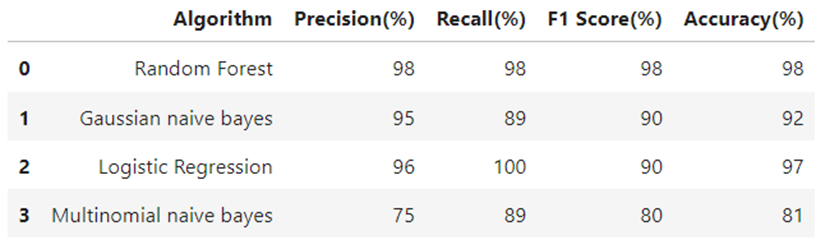 Algorithm Precision(%) Recall(%) F1 Score(%) Accuracy(%)
0 Random Forest 98 98 98 98
1 Gaussian naive bayes 95 89 90 92
2 Logistic Regression 96 100 90 97
3 Multinomial naive bayes 75 89 80 81